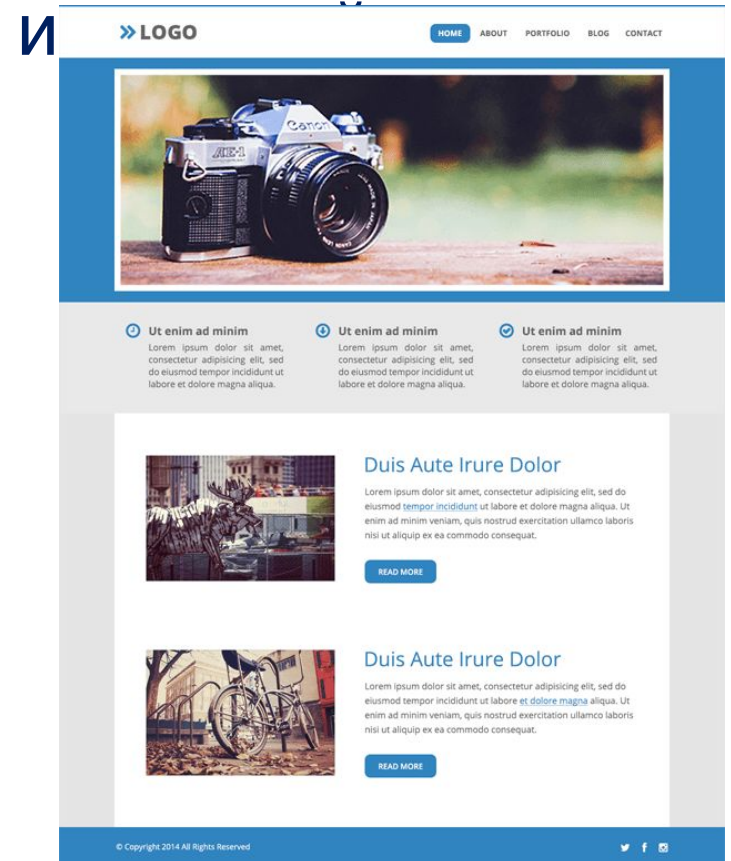 И
LOGO
HOME ABOUT PORTFOLIO BLOG CONTACT
Canon
AE-1
Ut enim ad minim
Lorem ipsum dolor sit amet,
consectetur adipisicing elit, sed
do eiusmod tempor incididunt ut
labore et dolore magna aliqua.
Ut enim ad minim
Lorem ipsum dolor sit amet,
consectetur adipisicing elit, sed
do eiusmod tempor incididunt ut
labore et dolore magna aliqua.
Ut enim ad minim
Lorem ipsum dolor sit amet,
consectetur adipisicing elit, sed
do eiusmod tempor incididunt ut
labore et dolore magna aliqua.
Duis Aute Irure Dolor
Lorem ipsum dolor sit amet, consectetur adipisicing elit, sed do
eiusmod tempor incididunt ut labore et dolore magna aliqua. Ut
enim ad minim veniam, quis nostrud exercitation ullamco laboris
nisi ut aliquip ex ea commodo consequat.
READ MORE
Duis Aute Irure Dolor
Lorem ipsum dolor sit amet, consectetur adipisicing elit, sed do
eiusmod tempor incididunt ut labore et dolore magna aliqua. Ut
enim ad minim veniam, quis nostrud exercitation ullamco laboris
nisi ut aliquip ex ea commodo consequat.
READ MORE
© Copyright 2014 All Rights Reserved